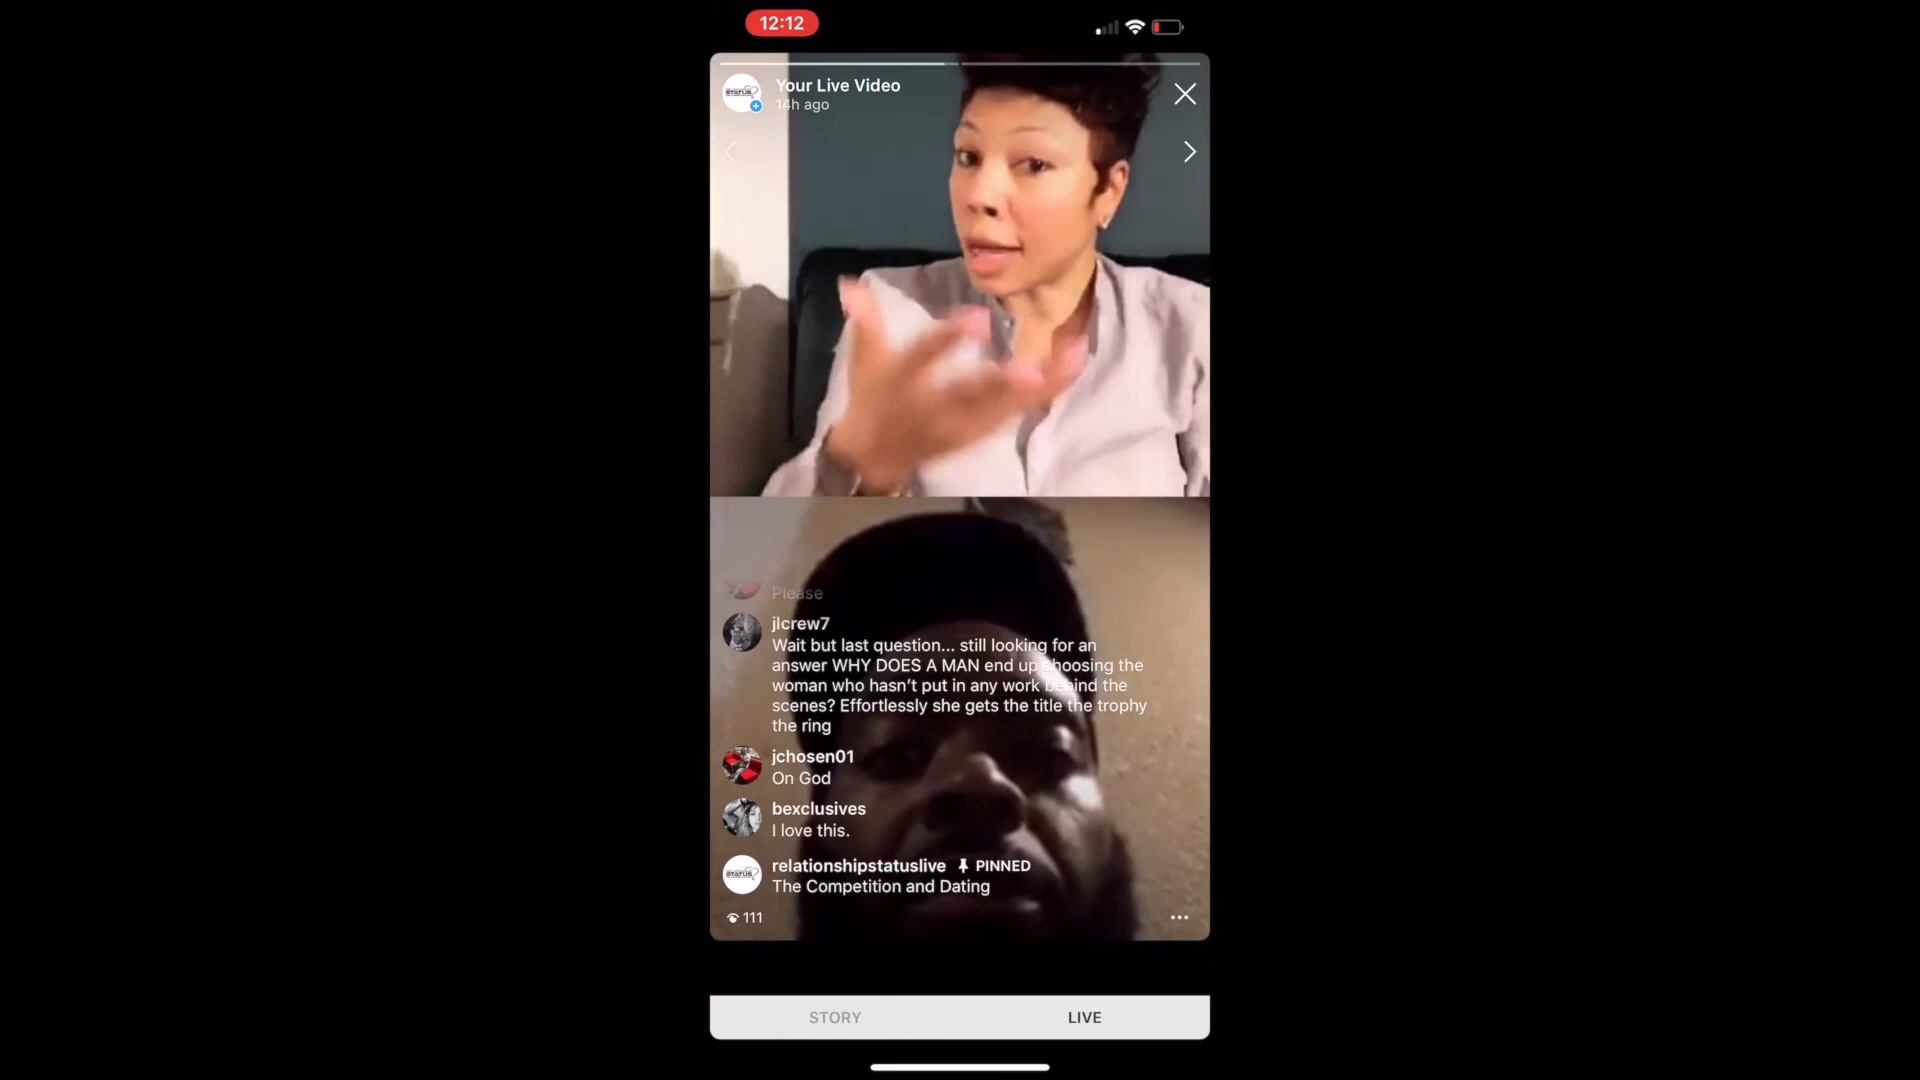 12:12
Your Live Video
14h ago
STATUS
Please
jlcrew7
Wait but last question... still looking for an
answer WHY DOES A MAN end up choosing the
woman who hasn't put in any work behind the
scenes? Effortlessly she gets the title the trophy
the ring
jchosen01
On God
bexclusives
I love this.
relationshipstatuslive PINNED
STATUS
The Competition and Dating
111
STORY
LIVE